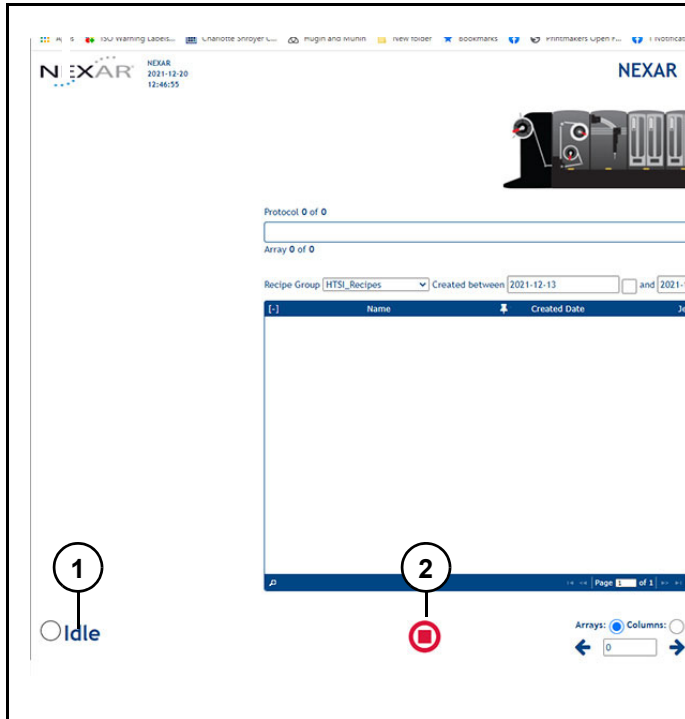 ISO Warning Labels... Charlotte Shroyer C... Hugin and Munin New folder Bookmarks Printmakers Open F...
NEXAR
NEXAR
2021-12-20
12:46:55
NEXAR
Protocol 0 of 0
Array 0 of 0
Recipe Group HTSI_Recipes Created between 2021-12-13 and 2021-
[-] Name Created Date
1
2
Page 1 of 1
Idle
Arrays: Columns:
0